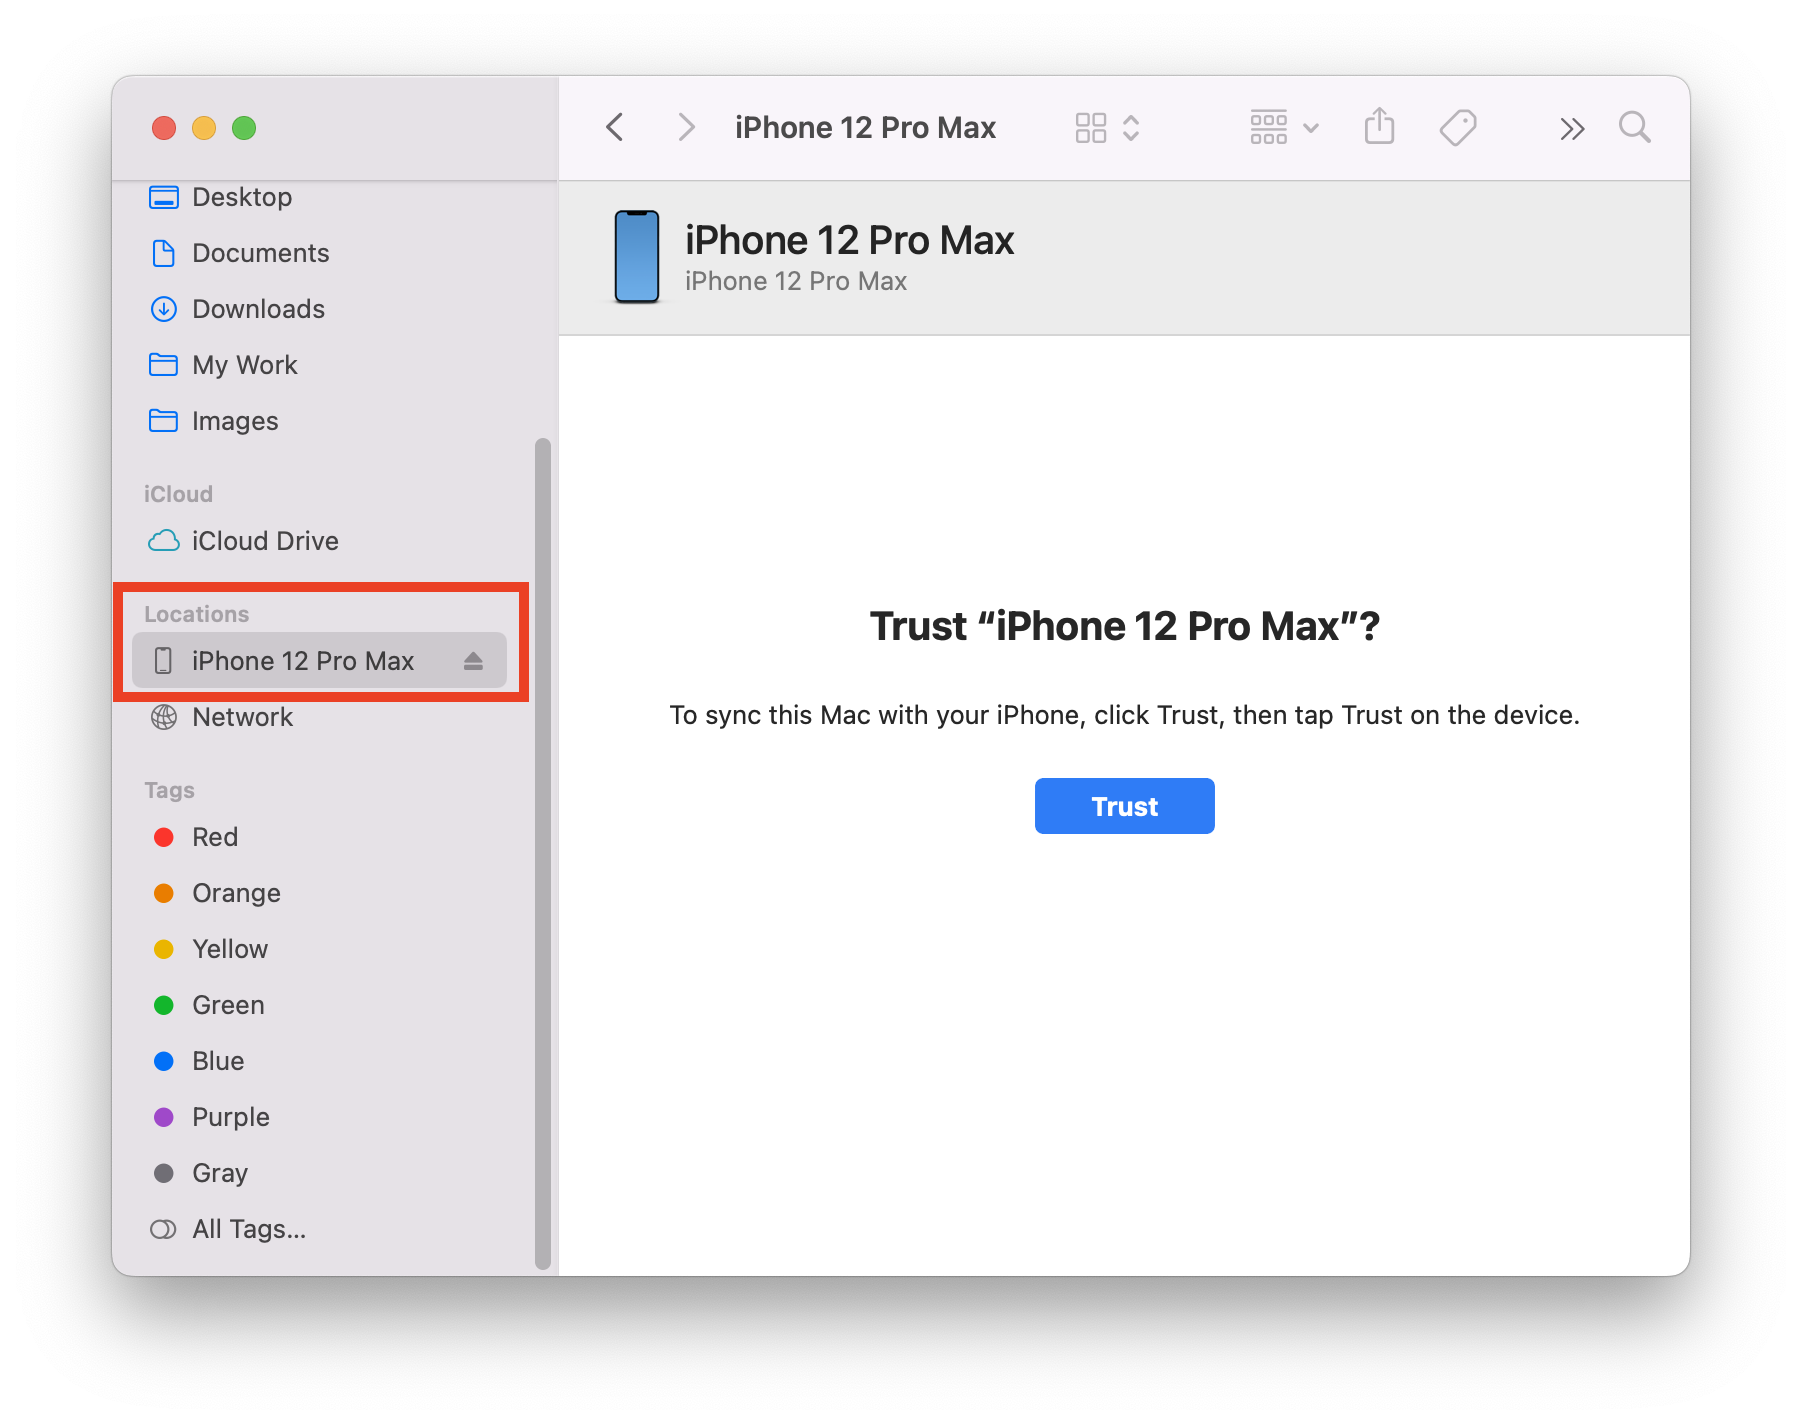 iPhone 12 Pro Max
Desktop
Documents
Downloads
My Work
Images
iCloud
iCloud Drive
Locations
iPhone 12 Pro Max
Network
Tags
Red
Orange
Yellow
Green
Blue
Purple
Gray
All Tags...
iPhone 12 Pro Max
iPhone 12 Pro Max
Trust “iPhone 12 Pro Max”?
To sync this Mac with your iPhone, click Trust, then tap Trust on the device.
Trust